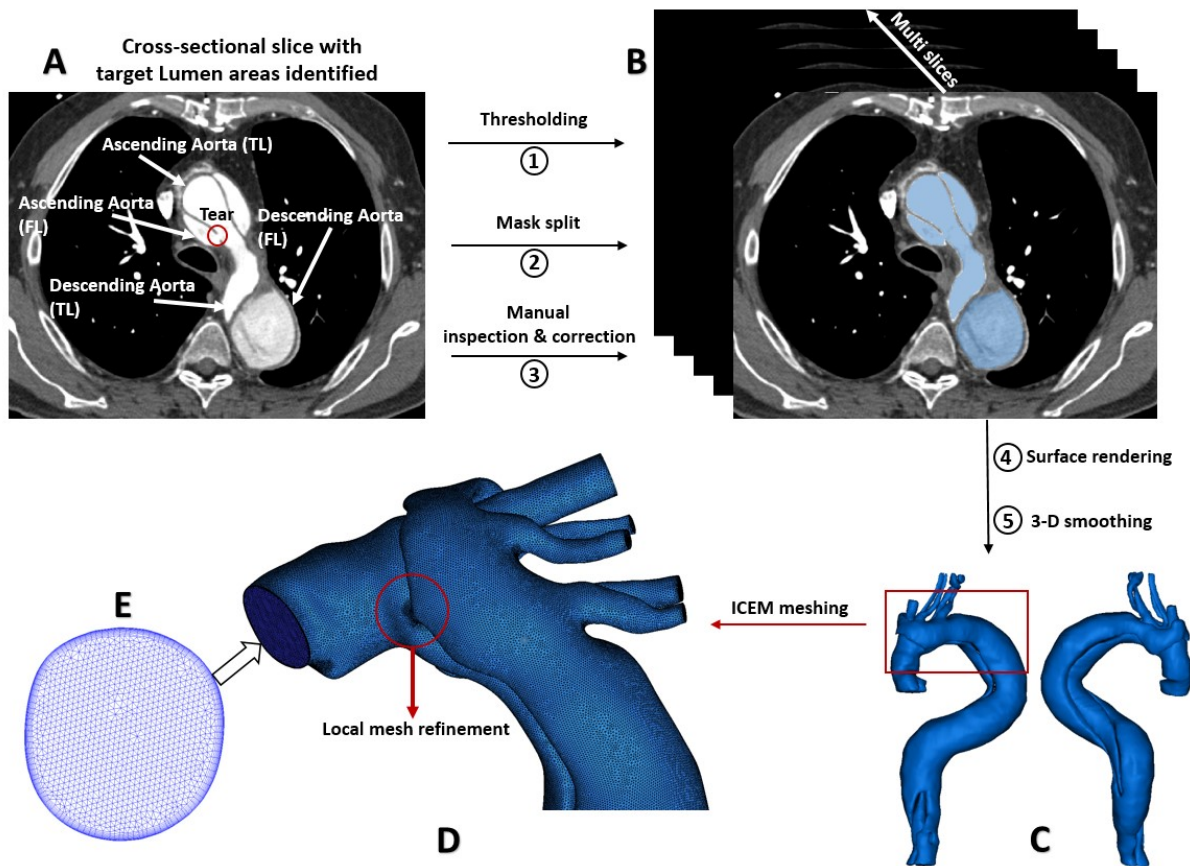 A
Cross-sectional slice with
target Lumen areas identified
Ascending Aorta (TL)
Ascending Aorta
(FL)
Tear
Descending Aorta
(FL)
Descending Aorta
(TL)
Thresholding
1
Mask split
2
Manual
inspection & correction
3
B
Multi slices
4 Surface rendering
5 3-D smoothing
C
ICEM meshing
D
Local mesh refinement
E